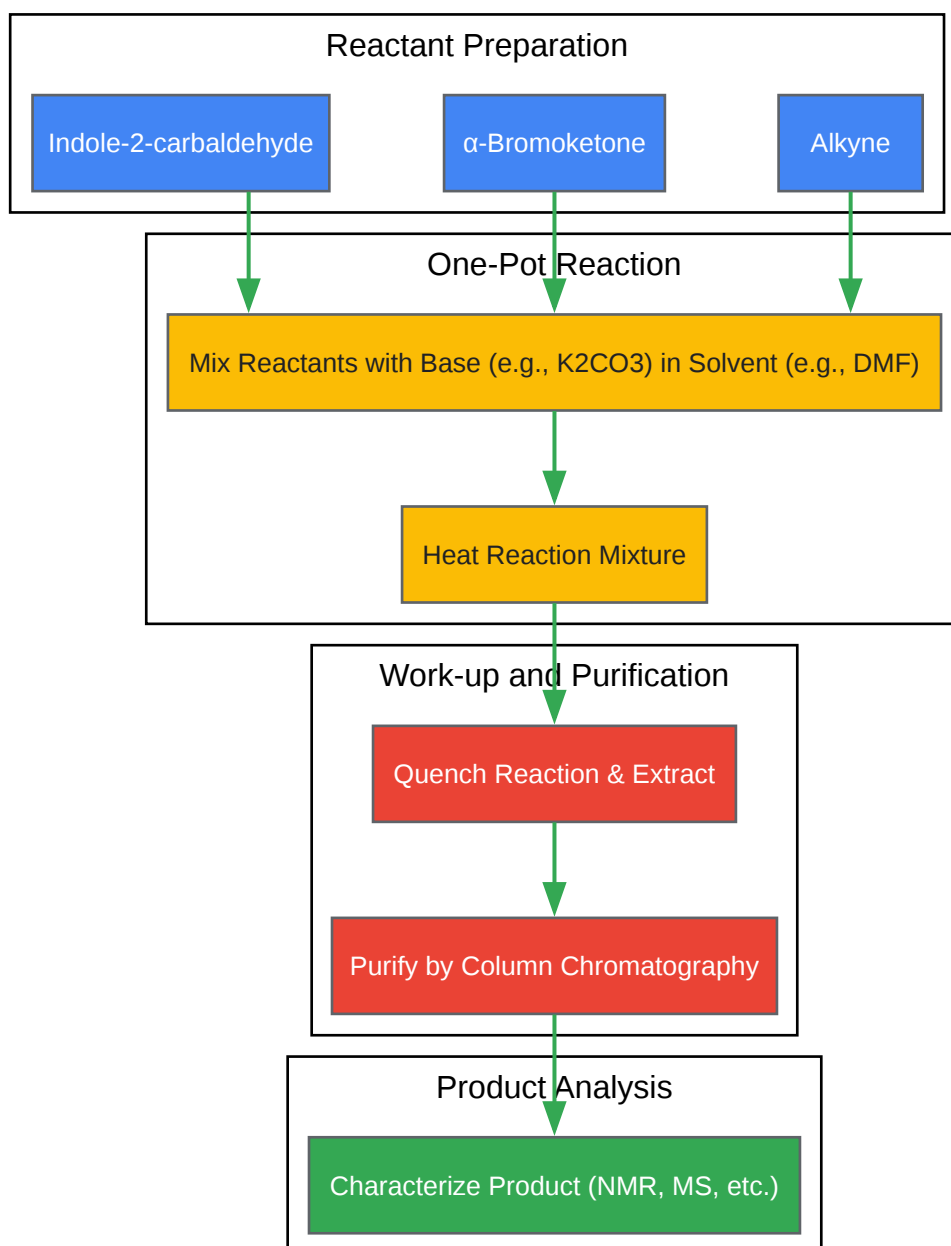 Reactant Preparation
Indole-2-carbaldehyde
α-Bromoketone
Alkyne
One-Pot Reaction
Mix Reactants with Base (e.g., K2CO3) in Solvent (e.g., DMF)
Heat Reaction Mixture
Work-up and Purification
Quench Reaction & Extract
Purify by Column Chromatography
Product Analysis
Characterize Product (NMR, MS, etc.)